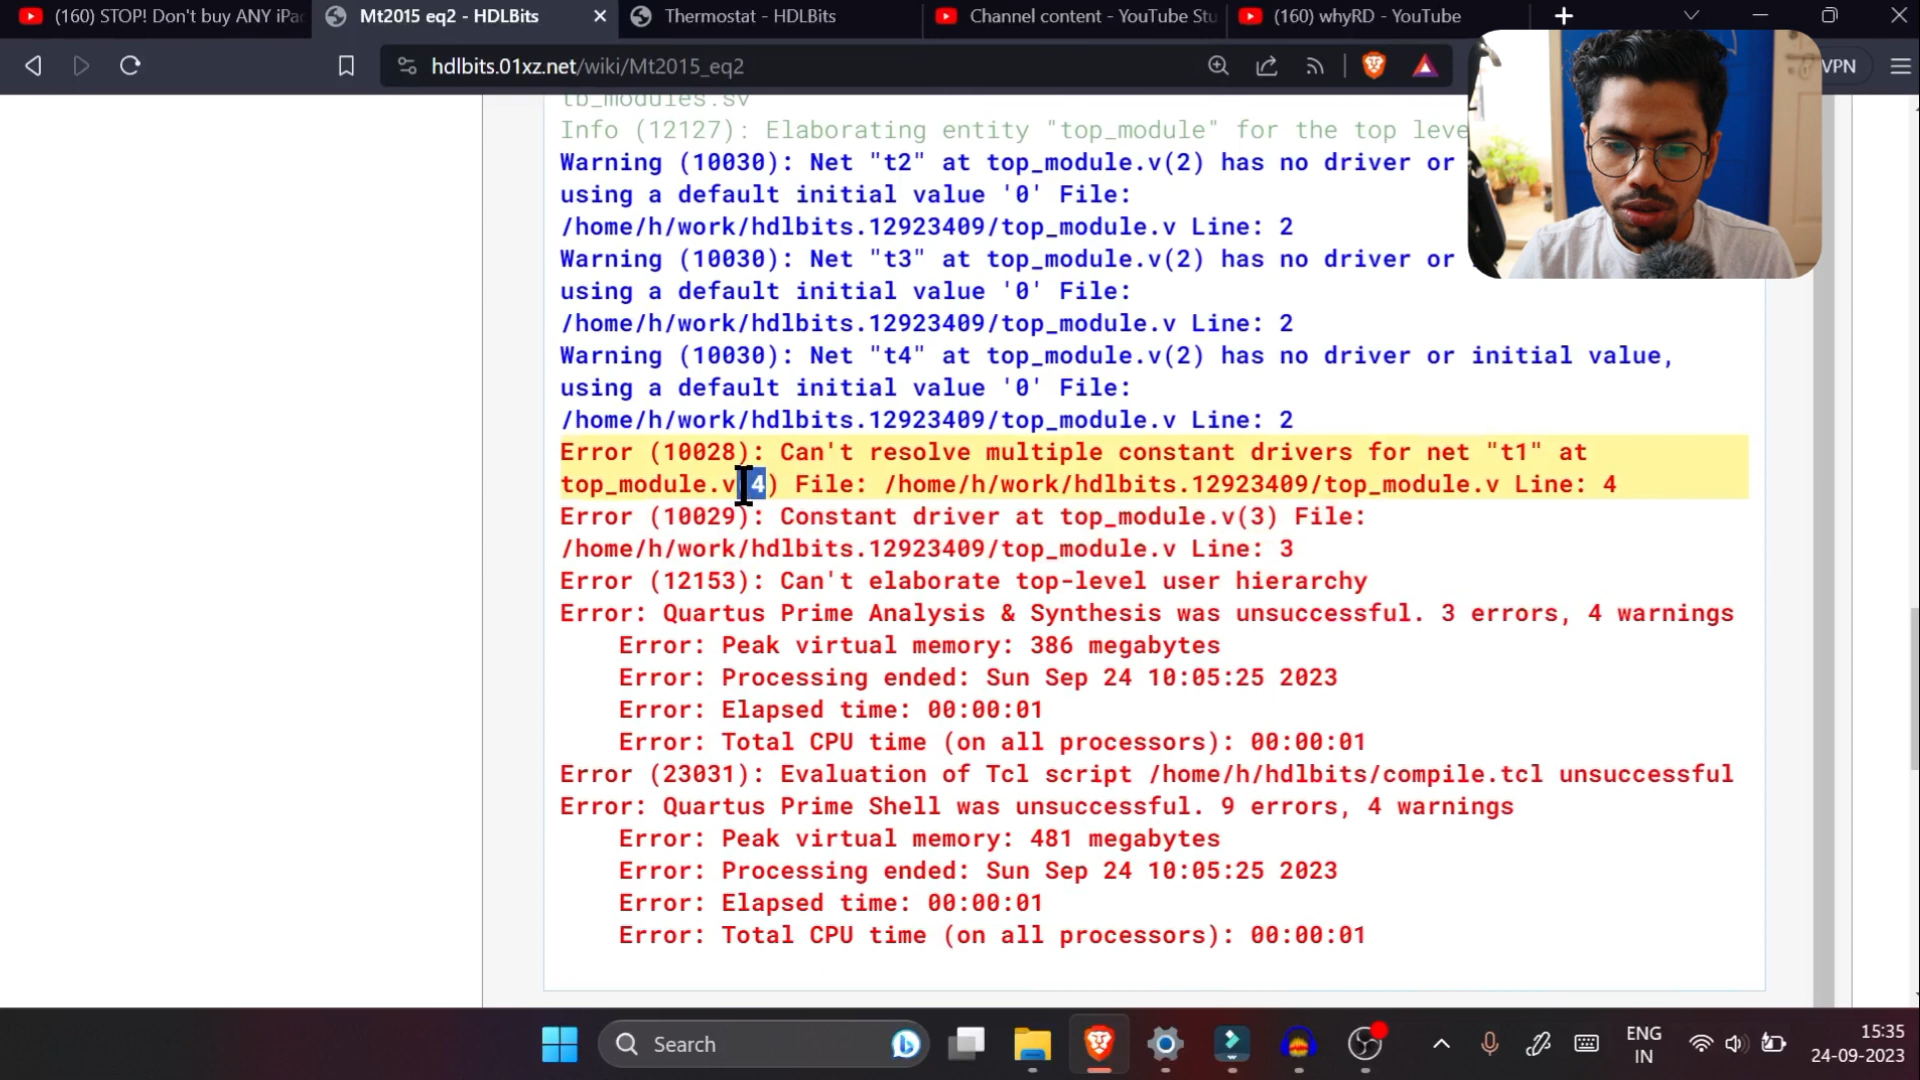 (160) STOP! Don't buy ANY iPa
Mt2015 eq2 - HDLBits
Thermostat - HDLBits
Channel content - YouTube Stu
(160) whyRD - YouTube
hdlbits.01xz.net/wiki/Mt2015_eq2
VPN
tb_modules.sv
Info (12127): Elaborating entity "top_module" for the top leve
Warning (10030): Net "t2" at top_module.v(2) has no driver or
using a default initial value '0' File:
/home/h/work/hdlbits.12923409/top_module.v Line: 2
Warning (10030): Net "t3" at top_module.v(2) has no driver or
using a default initial value '0' File:
/home/h/work/hdlbits.12923409/top_module.v Line: 2
Warning (10030): Net "t4" at top_module.v(2) has no driver or initial value,
using a default initial value '0' File:
/home/h/work/hdlbits.12923409/top_module.v Line: 2
Error (10028): Can't resolve multiple constant drivers for net "t1" at
top_module.v(4) File: /home/h/work/hdlbits.12923409/top_module.v Line: 4
Error (10029): Constant driver at top_module.v(3) File:
/home/h/work/hdlbits.12923409/top_module.v Line: 3
Error (12153): Can't elaborate top-level user hierarchy
Error: Quartus Prime Analysis & Synthesis was unsuccessful. 3 errors, 4 warnings
Error: Peak virtual memory: 386 megabytes
Error: Processing ended: Sun Sep 24 10:05:25 2023
Error: Elapsed time: 00:00:01
Error: Total CPU time (on all processors): 00:00:01
Error (23031): Evaluation of Tcl script /home/h/hdlbits/compile.tcl unsuccessful
Error: Quartus Prime Shell was unsuccessful. 9 errors, 4 warnings
Error: Peak virtual memory: 481 megabytes
Error: Processing ended: Sun Sep 24 10:05:25 2023
Error: Elapsed time: 00:00:01
Error: Total CPU time (on all processors): 00:00:01
Search
ENG
IN
15:35
24-09-2023